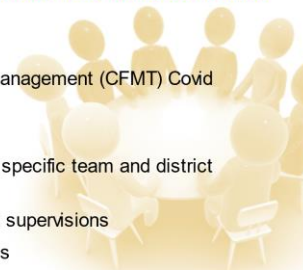 anagement (CFMT) Covid
specific team and district
supervisions
s